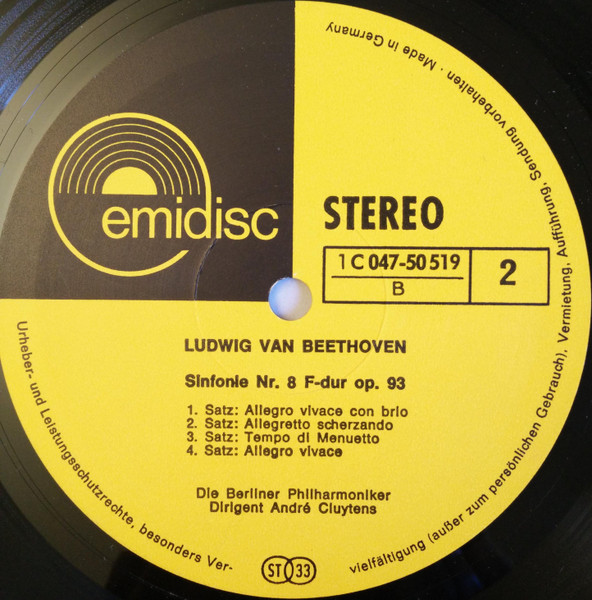 emidisc
STEREO
1 C 047-50 519
B
2
LUDWIG VAN BEETHOVEN
Sinfonie Nr. 8 F-dur op. 93
1. Satz: Allegro vivace con brio
2. Satz: Allegretto scherzando
3. Satz: Tempo di Menuetto
4. Satz: Allegro vivace
Die Berliner Philharmoniker
Dirigent André Cluytens
Urheber- und Leistungsschutzrechte, besonders Ver-
vielfältigung (außer zum persönlichen Gebrauch), Vermietung, Aufführung, Sendung vorbehalten . Made in Germany
ST 33